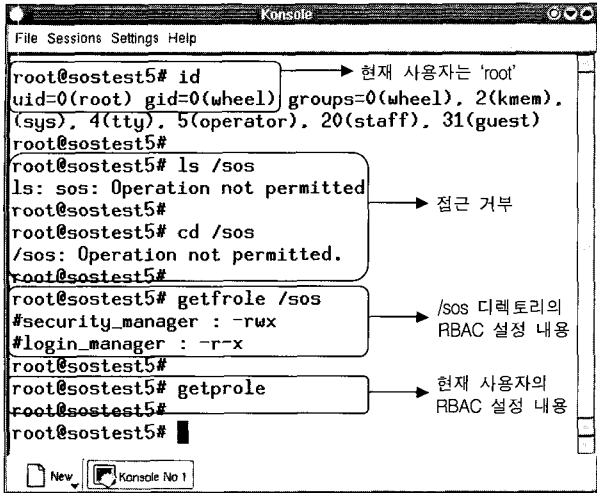 Konsole
File Sessions Settings Help
root@sostest5# id
uid=0(root) gid=0(wheel) groups=0(wheel), 2(kmem),
(sys), 4(tty), 5(operator), 20(staff), 31(guest)
root@sostest5#
root@sostest5# ls /sos
ls: sos: Operation not permitted
root@sostest5#
root@sostest5# cd /sos
/sos: Operation not permitted.
root@sostest5#
root@sostest5# getfrole /sos
#security_manager : -rwx
#login_manager : -r-x
root@sostest5#
root@sostest5# getprole
root@sostest5#
root@sostest5#
현재 사용자는 'root'
접근 거부
/sos 디렉토리의
RBAC 설정 내용
현재 사용자의
RBAC 설정 내용
New
Konsole No 1